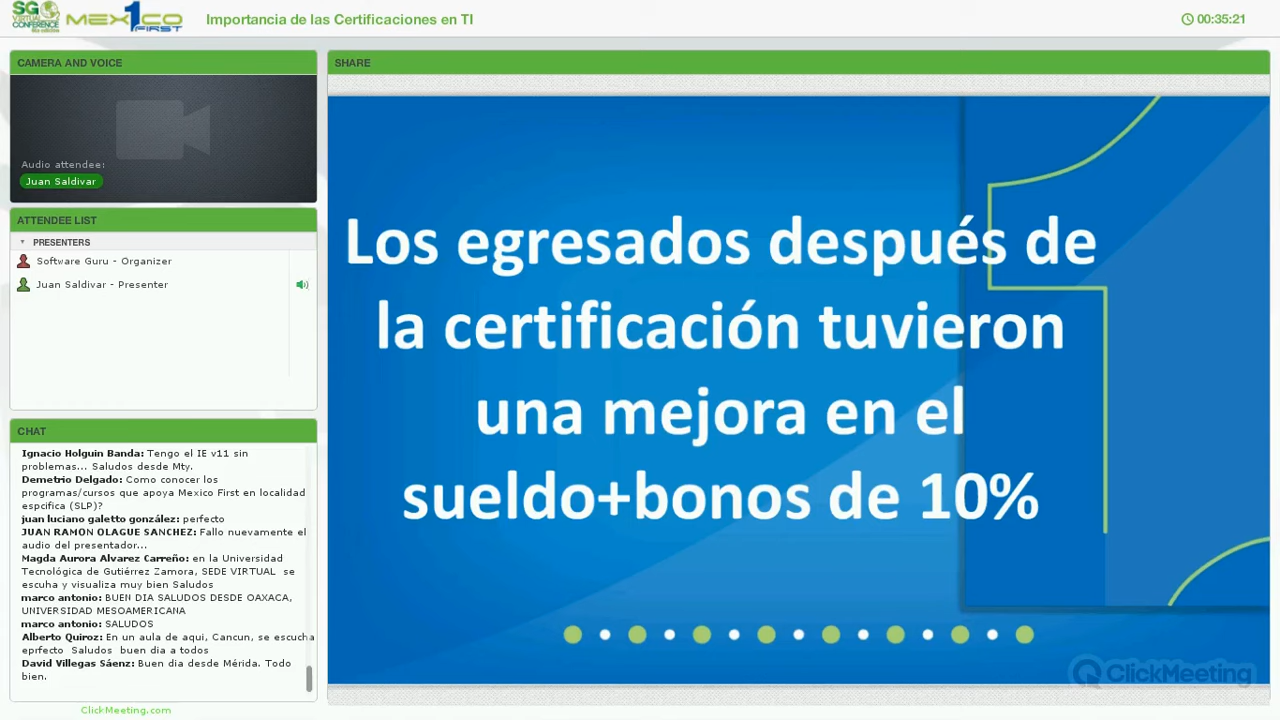 SG
VIRTUAL
CONFERENCE
MEXICO
FIRST
Importancia de las Certificaciones en TI
00:35:21
CAMERA AND VOICE
SHARE
Audio attendee:
Juan Saldivar
ATTENDEE LIST
PRESENTERS
Software Guru - Organizer
Juan Saldivar - Presenter
CHAT
Ignacio Holguin Banda: Tengo el IE v11 sin
problemas... Saludos desde Mty.
Demetrio Delgado: Como conocer los
programas/cursos que apoya Mexico First en localidad
espcifica (SLP)?
juan luciano galetto gonzález: perfecto
JUAN RAMON OLAGUE SANCHEZ: Fallo nuevamente el
audio del presentador...
Magda Aurora Alvarez Carreño: en la Universidad
Tecnológica de Gutiérrez Zamora, SEDE VIRTUAL se
escuha y visualiza muy bien Saludos
marco antonio: BUEN DIA SALUDOS DESDE OAXACA,
UNIVERSIDAD MESOAMERICANA
marco antonio: SALUDOS
Alberto Quiroz: En un aula de aqui, Cancun, se escucha
eprfecto Saludos buen dia a todos
David Villegas Sáenz: Buen dia desde Mérida. Todo
bien.
ClickMeeting.com
Los egresados después de
la certificación tuvieron
una mejora en el
sueldo+bonos de 10%
ClickMeeting